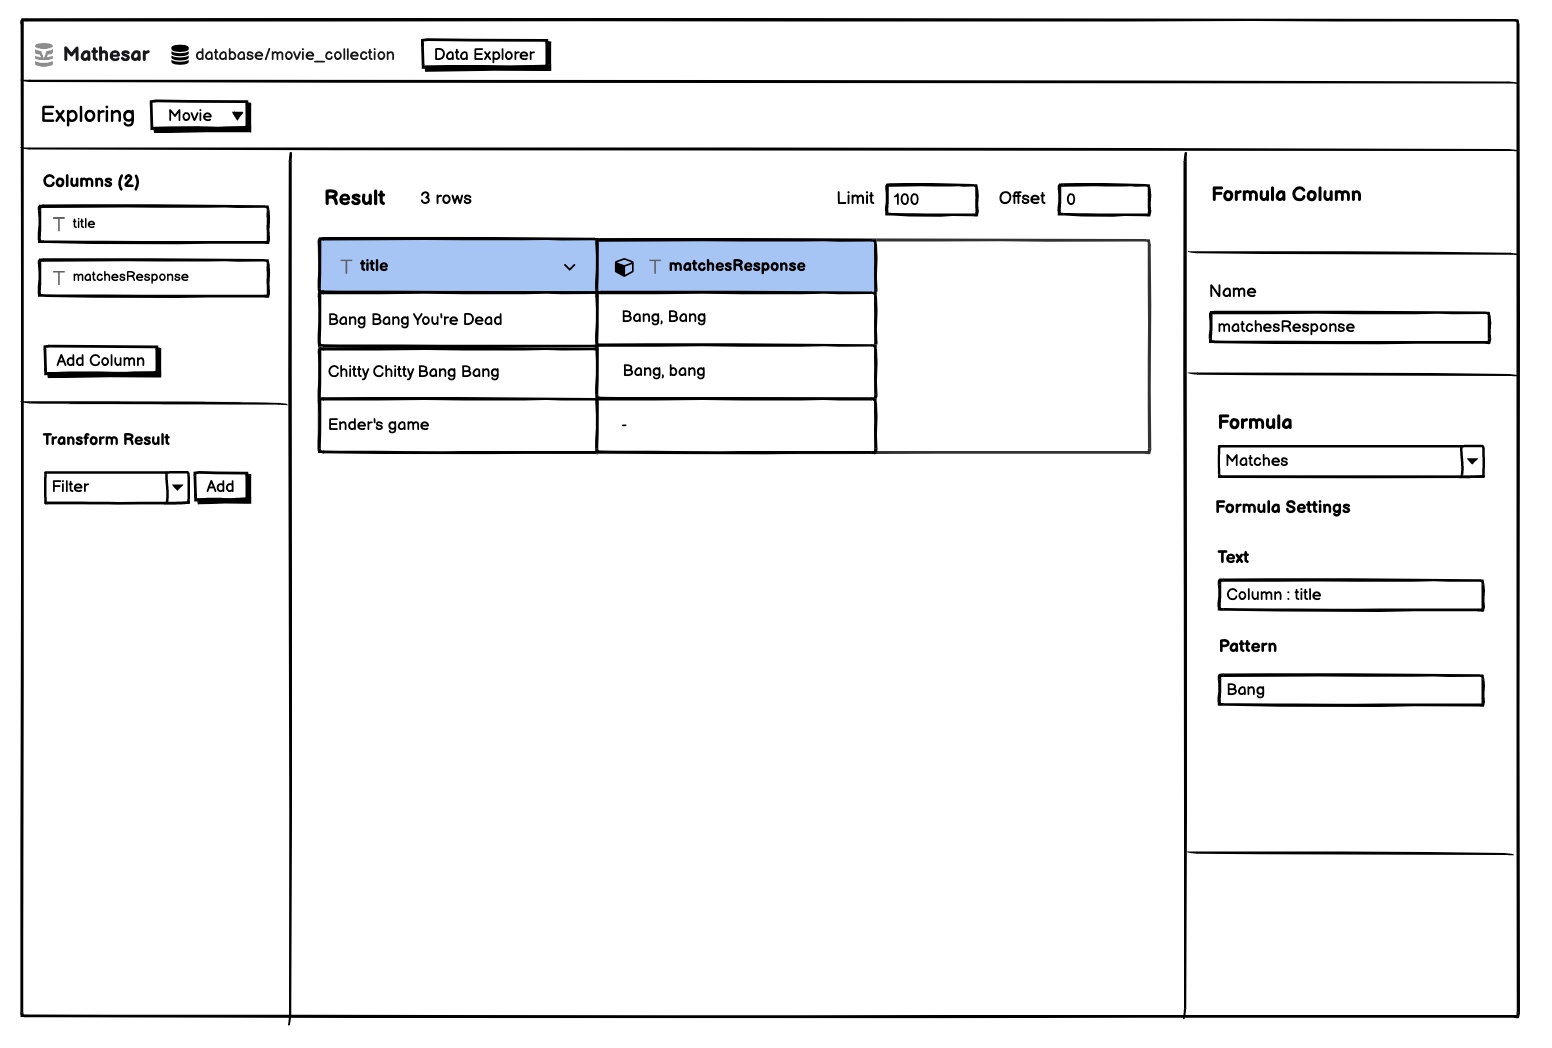 Mathesar database/movie_collection Data Explorer
Exploring Movie
Columns (2)
title
matchesResponse
Add Column
Transform Result
Filter Add
Result 3 rows Limit 100 Offset 0
title matchesResponse
Bang Bang You're Dead Bang, Bang
Chitty Chitty Bang Bang Bang, bang
Ender's game -
Formula Column
Name
matchesResponse
Formula
Matches
Formula Settings
Text
Column : title
Pattern
Bang